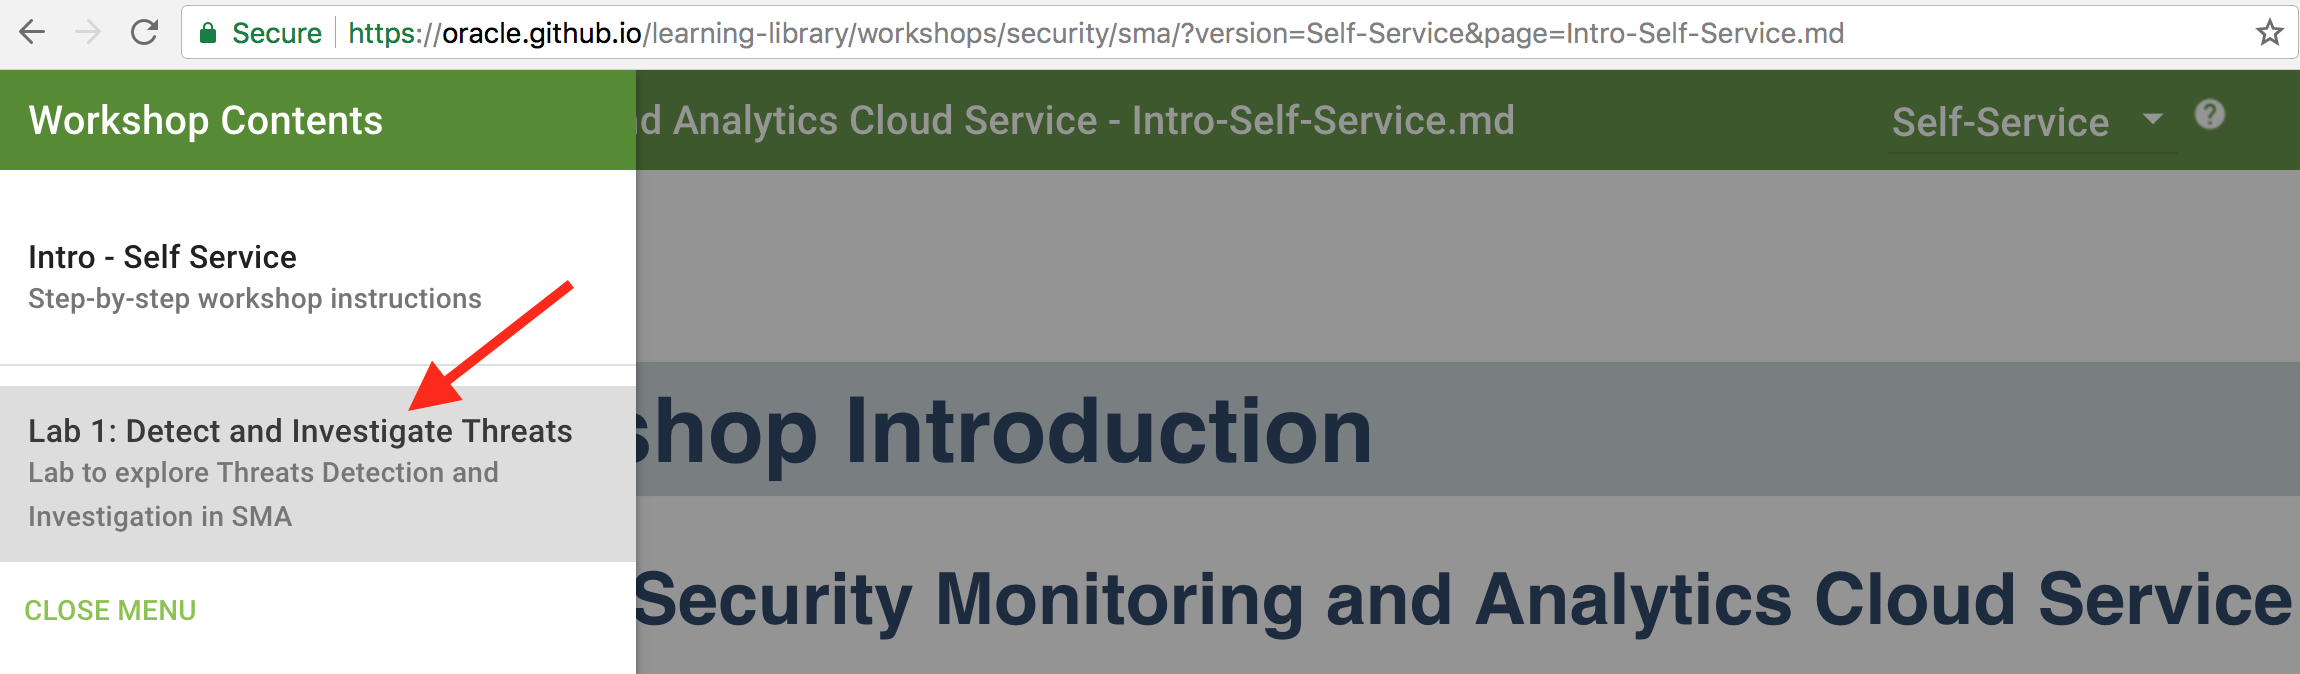 Secure https://oracle.github.io/learning-library/workshops/security/sma/?version=Self-Service&page=Intro-Self-Service.md
Workshop Contents
d Analytics Cloud Service - Intro-Self-Service.md
Self-Service
?
Intro - Self Service
Step-by-step workshop instructions
Lab 1: Detect and Investigate Threats
Lab to explore Threats Detection and
Investigation in SMA
CLOSE MENU
shop Introduction
Security Monitoring and Analytics Cloud Service